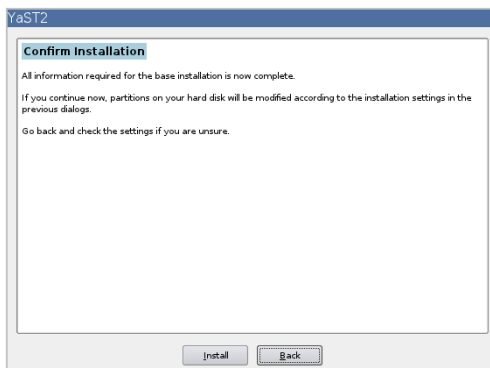 YaST2
Confirm Installation
All information required for the base installation is now complete.
If you continue now, partitions on your hard disk will be modified according to the installation settings in the
previous dialogs.
Go back and check the settings if you are unsure.
Install
Back